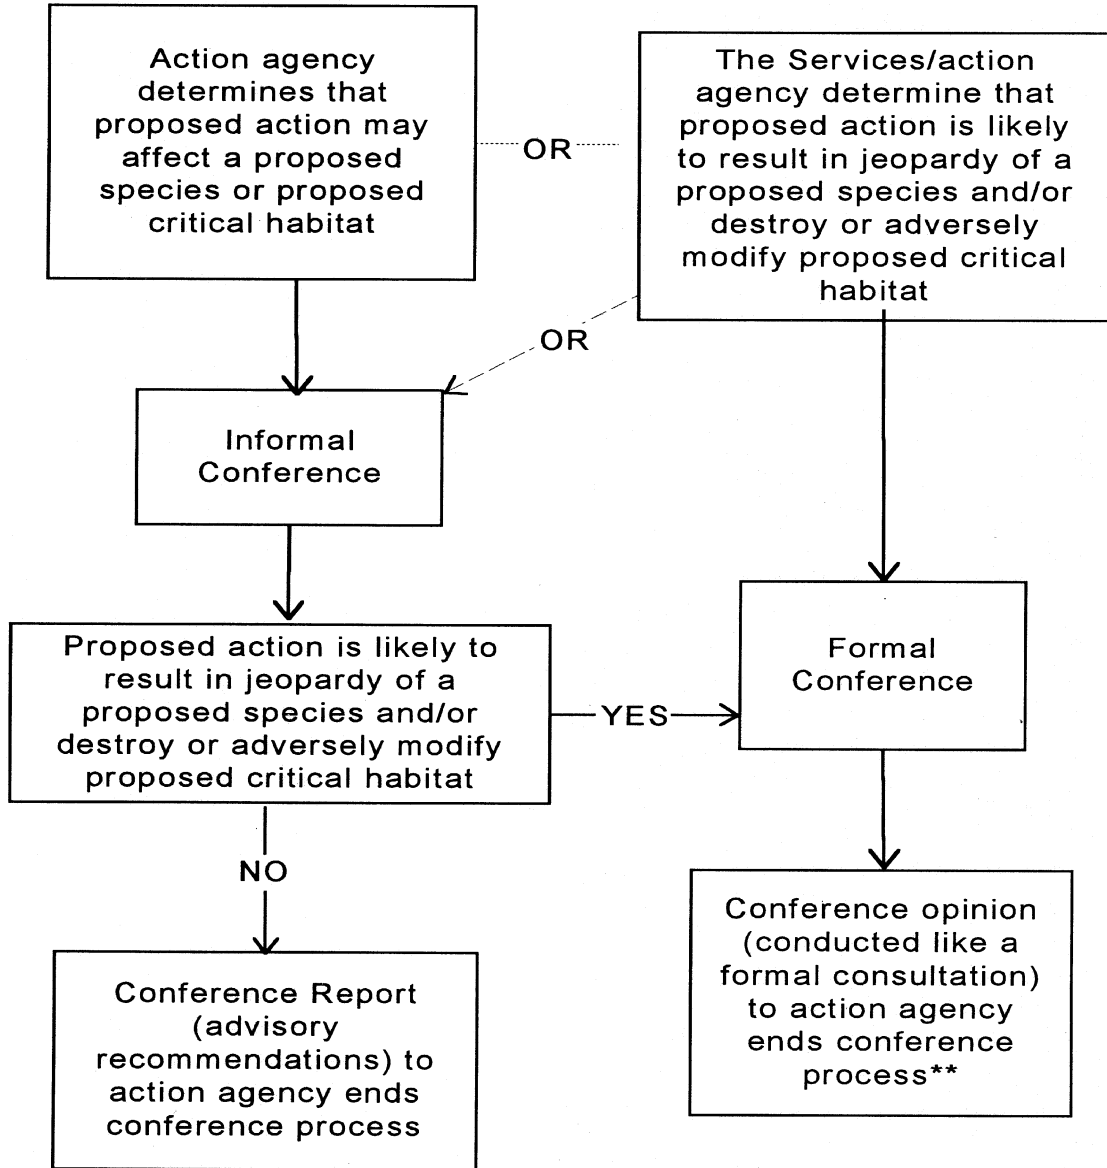 Action agency
determines that
proposed action may
affect a proposed
species or proposed
critical habitat
OR
The Services/action
agency determine that
proposed action is likely
to result in jeopardy of a
proposed species and/or
destroy or adversely
modify proposed critical
habitat
OR
Informal
Conference
Proposed action is likely to
result in jeopardy of a
proposed species and/or
destroy or adversely modify
proposed critical habitat
YES
Formal
Conference
NO
Conference Report
(advisory
recommendations) to
action agency ends
conference process
Conference opinion
(conducted like a
formal consultation)
to action agency
ends conference
process**